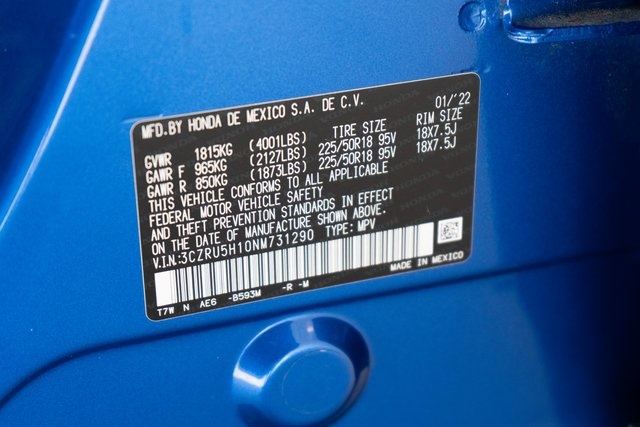 MFD.BY HONDA DE MEXICO S.A. DE C.V. 01/'22
TIRE SIZE RIM SIZE
GVWR 1815KG (4001LBS)
GAWR F 965KG (2127LBS) 225/50R18 95V 18X7.5J
GAWR R 850KG (1873LBS) 225/50R18 95V 18X7.5J
THIS VEHICLE CONFORMS TO ALL APPLICABLE
FEDERAL MOTOR VEHICLE SAFETY
AND THEFT PREVENTION STANDARDS IN EFFECT
ON THE DATE OF MANUFACTURE SHOWN ABOVE.
V.I.N:3CZRU5H10NM731290 TYPE: MPV
MADE IN MEXICO
T7W N AE6 -B593M -R -M